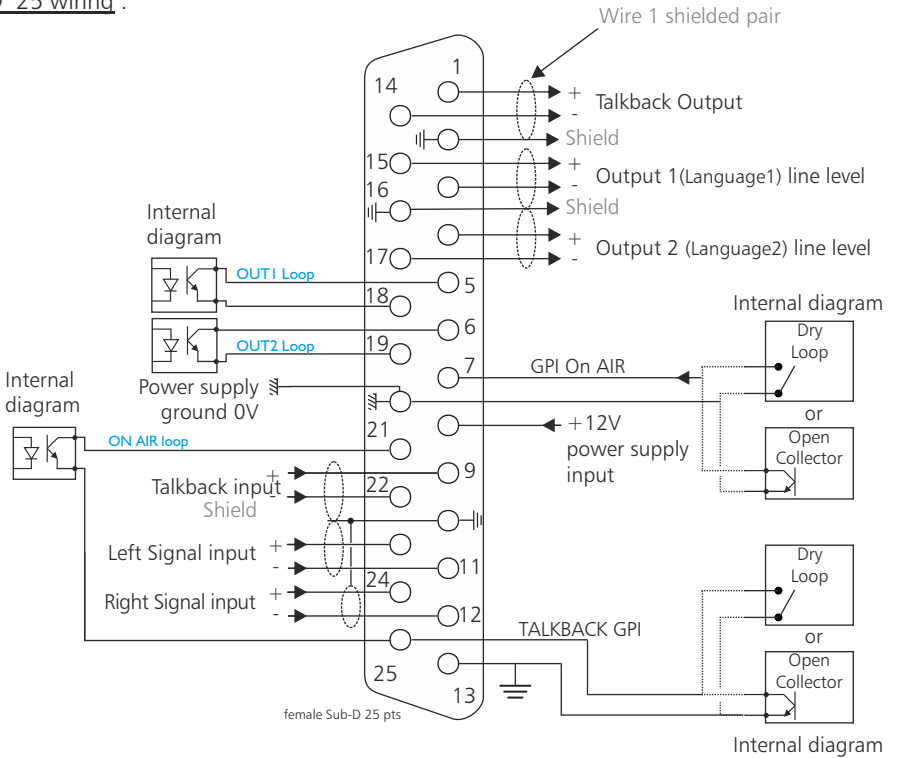 25 wiring :
Wire 1 shielded pair
1
14
+
-
Talkback Output
Shield
15
+
-
Output 1(Language1) line level
16
Shield
Internal
diagram
+
-
Output 2 (Language2) line level
17
OUT1 Loop
5
18
Internal diagram
6
Dry
Loop
OUT2 Loop
19
7
GPI On AIR
Internal
diagram
Power supply
ground 0V
or
21
+12V
power supply
input
Open
Collector
ON AIR loop
9
+
-
Talkback input
22
Shield
+
-
Left Signal input
11
Dry
Loop
24
+
-
Right Signal input
12
TALKBACK GPI
or
Open
Collector
25
13
female Sub-D 25 pts
Internal diagram